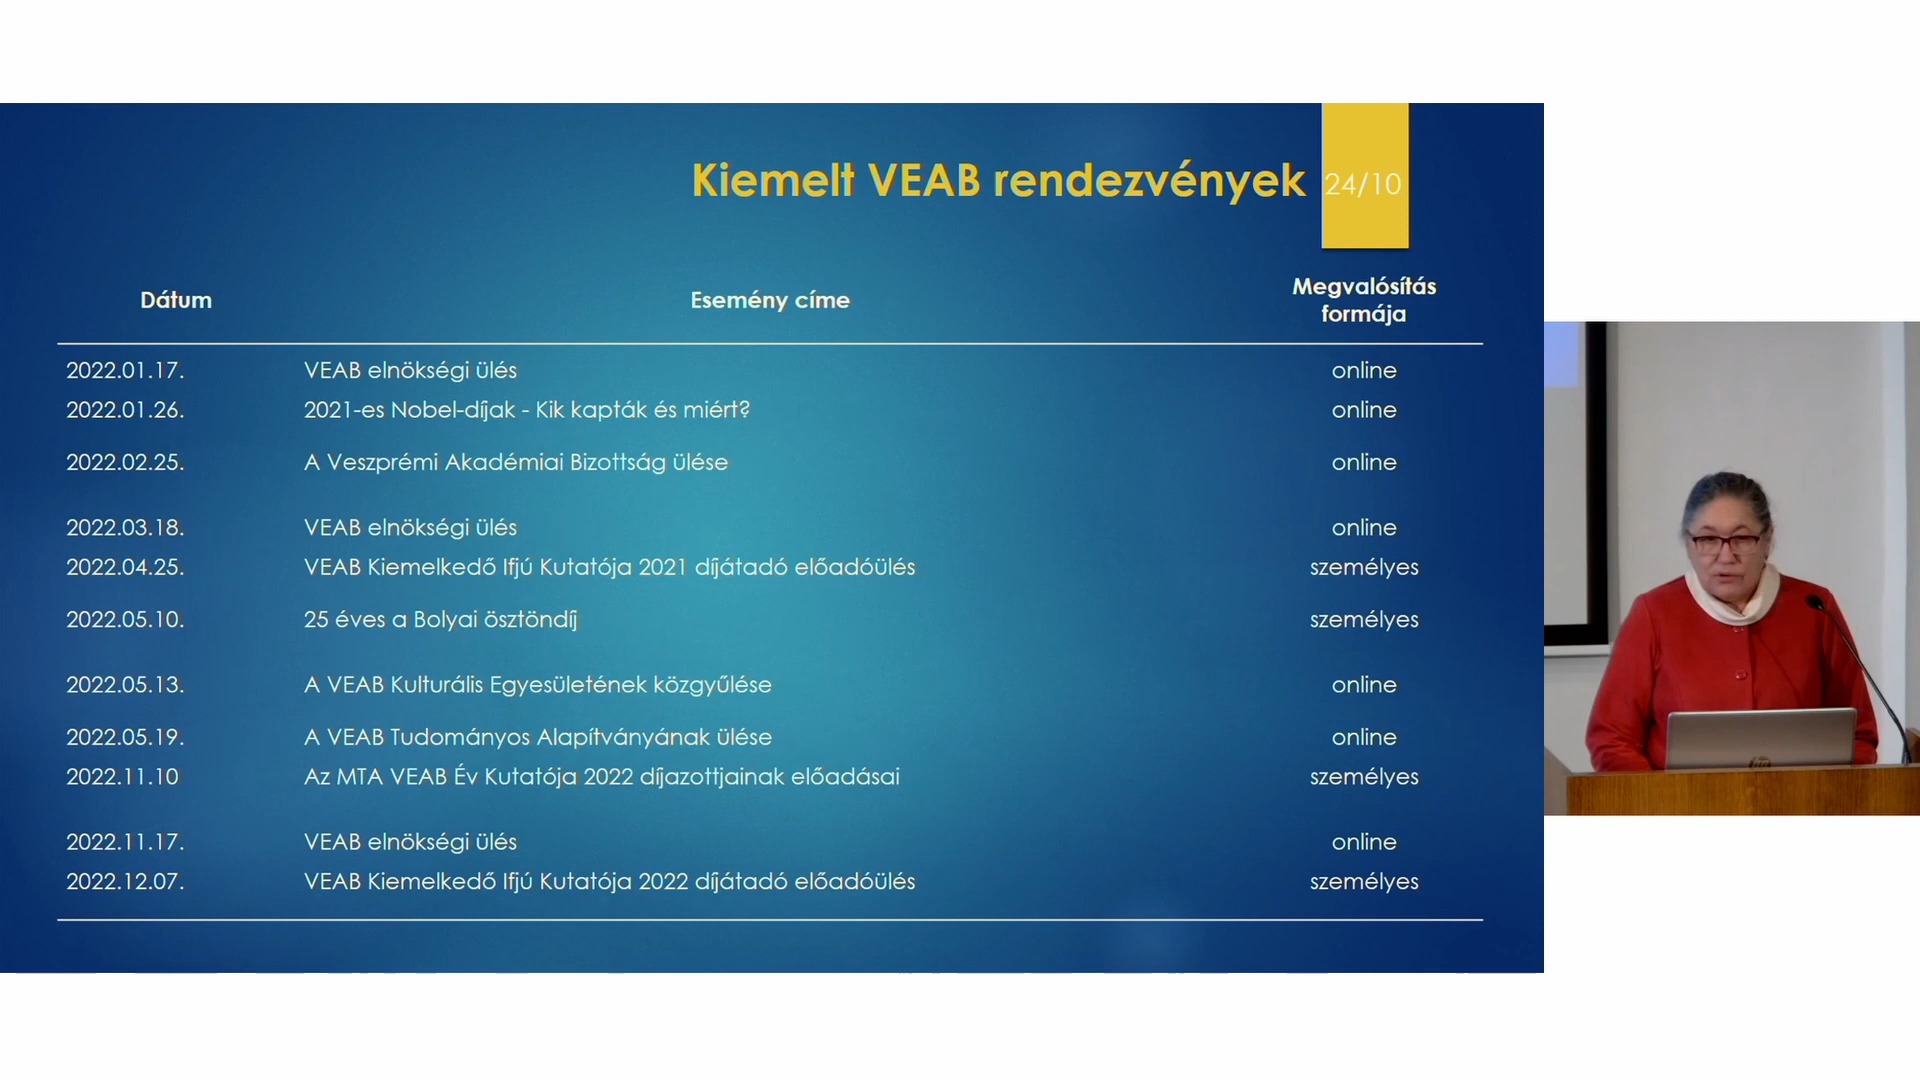 Kiemelt VEAB rendezvények 24/10
Dátum Esemény címe Megvalósítás formája
2022.01.17. VEAB elnökségi ülés online
2022.01.26. 2021-es Nobel-díjak - Kik kapták és miért? online
2022.02.25. A Veszprémi Akadémiai Bizottság ülése online
2022.03.18. VEAB elnökségi ülés online
2022.04.25. VEAB Kiemelkedő Ifjú Kutatója 2021 díjátadó előadóülés személyes
2022.05.10. 25 éves a Bolyai ösztöndíj személyes
2022.05.13. A VEAB Kulturális Egyesületének közgyűlése online
2022.05.19. A VEAB Tudományos Alapítványának ülése online
2022.11.10 Az MTA VEAB Év Kutatója 2022 díjazottjainak előadásai személyes
2022.11.17. VEAB elnökségi ülés online
2022.12.07. VEAB Kiemelkedő Ifjú Kutatója 2022 díjátadó előadóülés személyes
hp